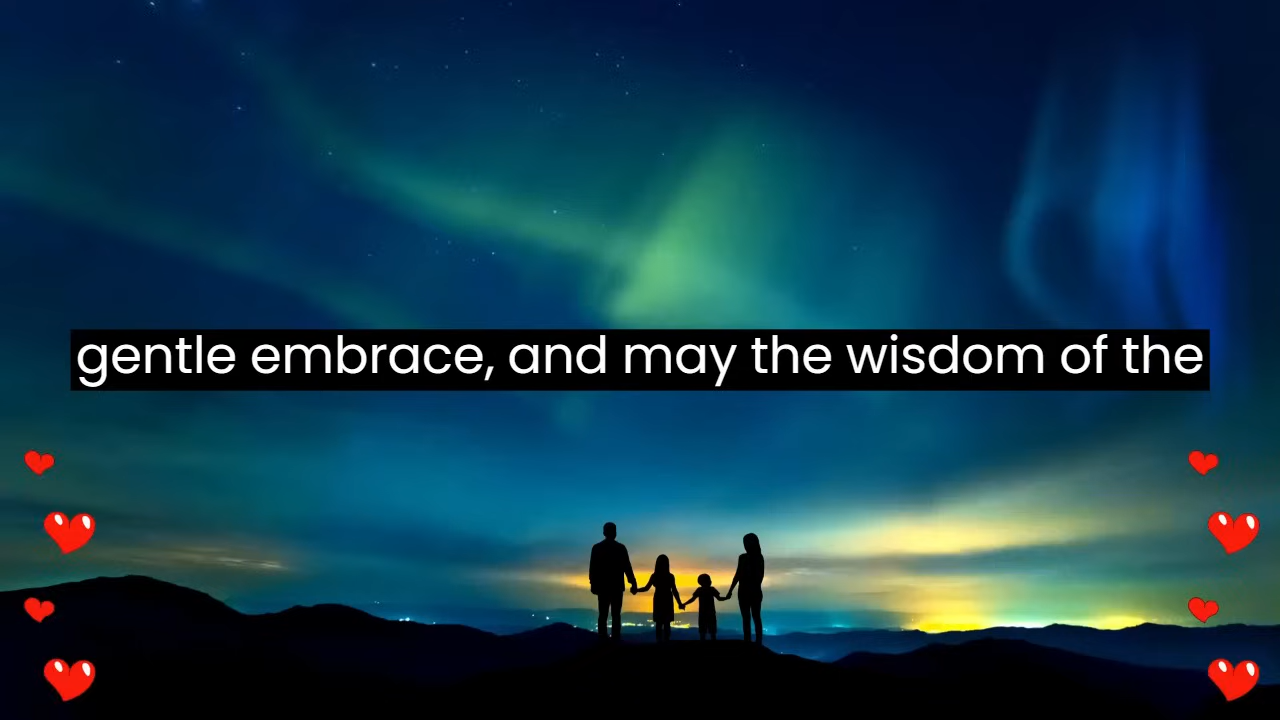 gentle embrace, and may the wisdom of the